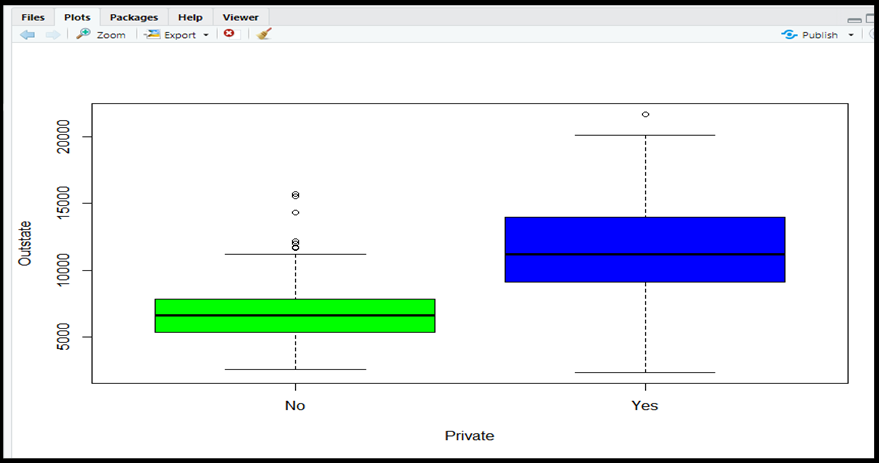 Files Plots Packages Help Viewer
Zoom Export Publish
20000
15000
10000
5000
Outstate
No Yes
Private